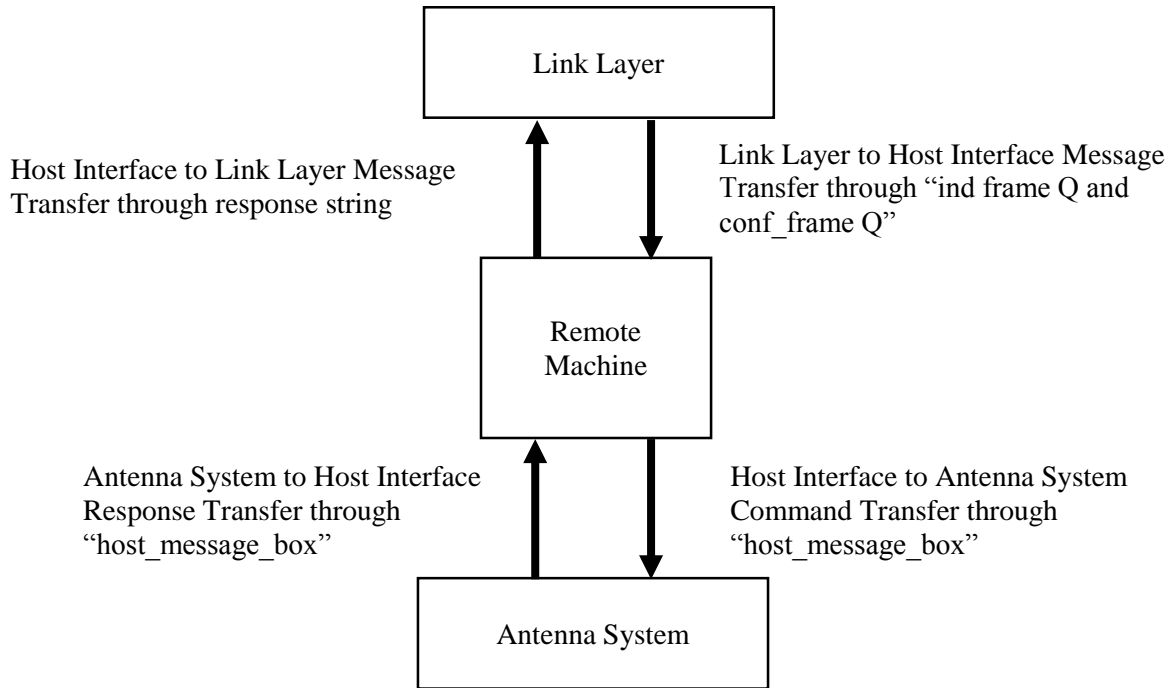 Link Layer
Host Interface to Link Layer Message
Transfer through response string
Link Layer to Host Interface Message
Transfer through “ind frame Q and
conf_frame Q”
Remote
Machine
Antenna System to Host Interface
Response Transfer through
“host_message_box”
Host Interface to Antenna System
Command Transfer through
“host_message_box”
Antenna System